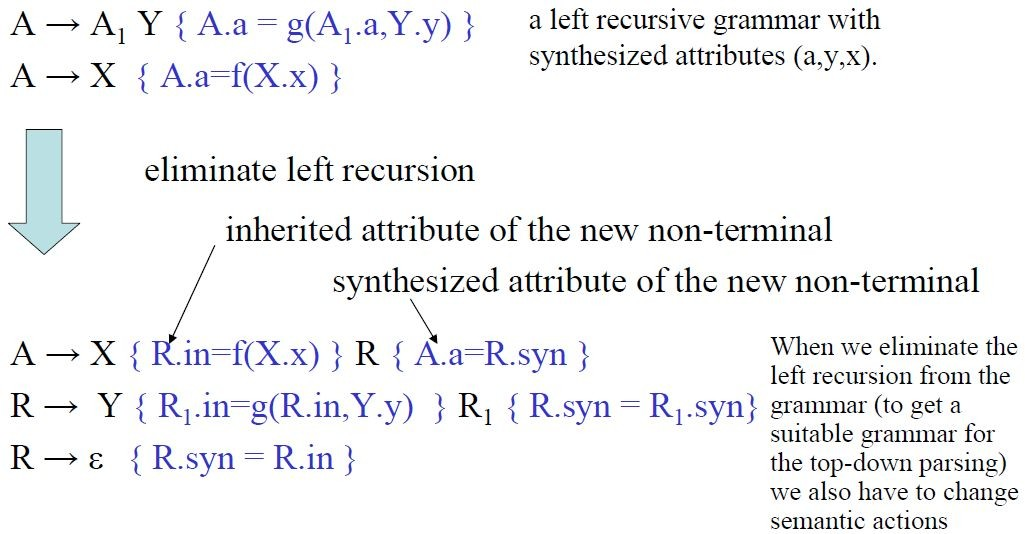 A → A₁ Y { A.a = g(A₁.a,Y.y) }
A → X { A.a=f(X.x) }
a left recursive grammar with
synthesized attributes (a,y,x).
eliminate left recursion
inherited attribute of the new non-terminal
synthesized attribute of the new non-terminal
A → X { R.in=f(X.x) } R { A.a=R.syn }
R → Y { R₁.in=g(R.in,Y.y) } R₁ { R.syn = R₁.syn}
R → ε { R.syn = R.in }
When we eliminate the
left recursion from the
grammar (to get a
suitable grammar for
the top-down parsing)
we also have to change
semantic actions